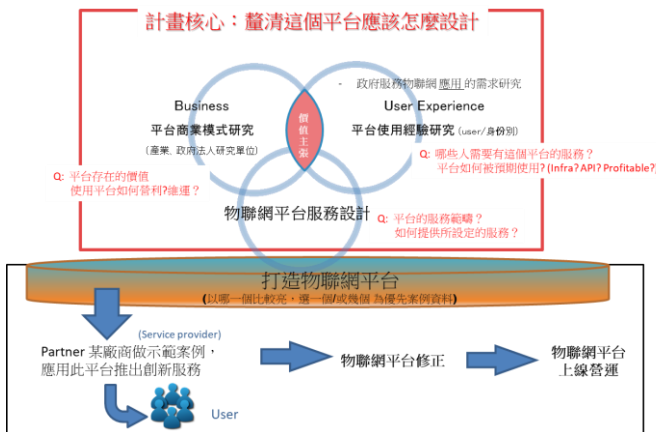 計畫核心：釐清這個平台應該怎麼設計
- 政府服務物聯網 應用 的需求研究
Business
平台商業模式研究
(產業, 政府法人研究單位)
價值主張
User Experience
平台使用經驗研究 (user/身份別)
Q: 平台存在的價值
使用平台如何營利?維運？
Q: 哪些人需要有這個平台的服務？
平台如何被預期使用? (Infra? API? Profitable?)
物聯網平台服務設計
Q: 平台的服務範疇？
如何提供所設定的服務？
打造物聯網平台
(以哪一個比較亮，選一個/或幾個 為優先案例資料)
(Service provider)
Partner 某廠商做示範案例，
應用此平台推出創新服務
物聯網平台修正
物聯網平台
上線營運
User